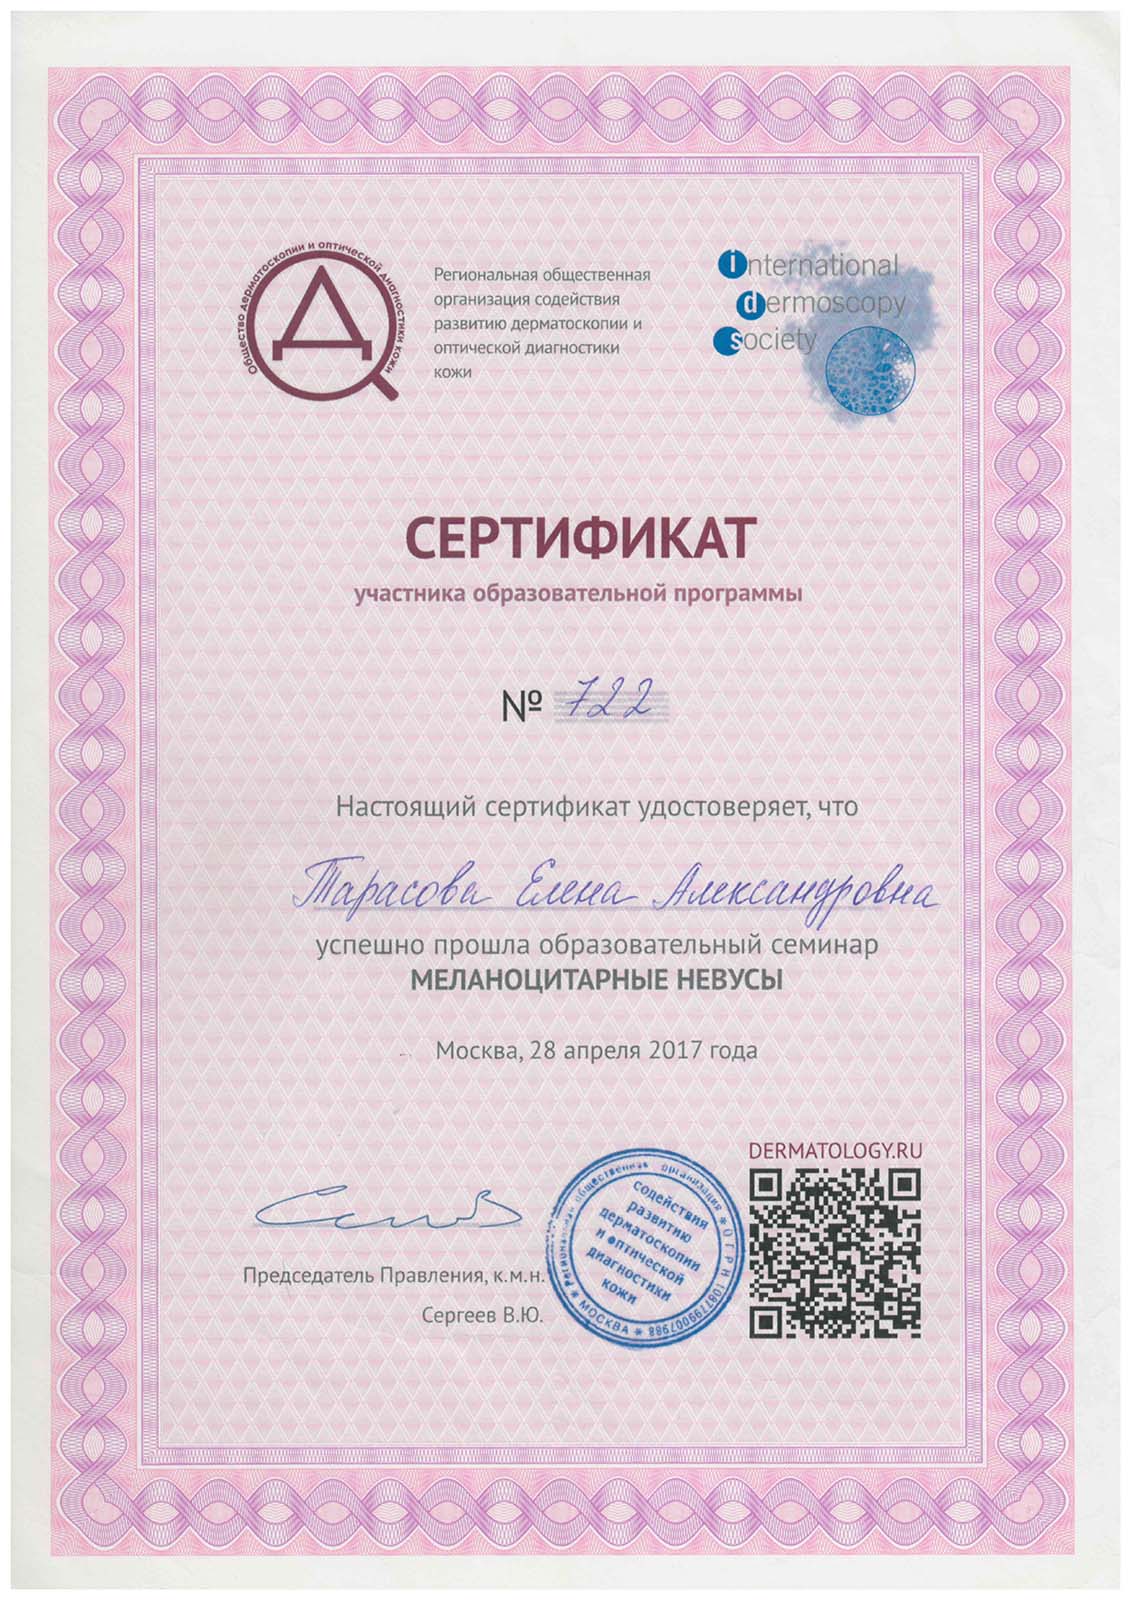 Общество дерматоскопии и оптической диагностики кожи
Региональная общественная
организация содействия
развитию дерматоскопии и
оптической диагностики
кожи
international
dermoscopy
society
СЕРТИФИКАТ
участника образовательной программы
№ 722
Настоящий сертификат удостоверяет, что
Тарасова Елена Александровна
успешно прошла образовательный семинар
МЕЛАНОЦИТАРНЫЕ НЕВУСЫ
Москва, 28 апреля 2017 года
DERMATOLOGY.RU
Председатель Правления, к.м.н.
Сергеев В.Ю.
Региональная общественная организация * ОГРН 1087799007988 * МОСКВА *
содействия
развитию
дерматоскопии
и оптической
диагностики
кожи